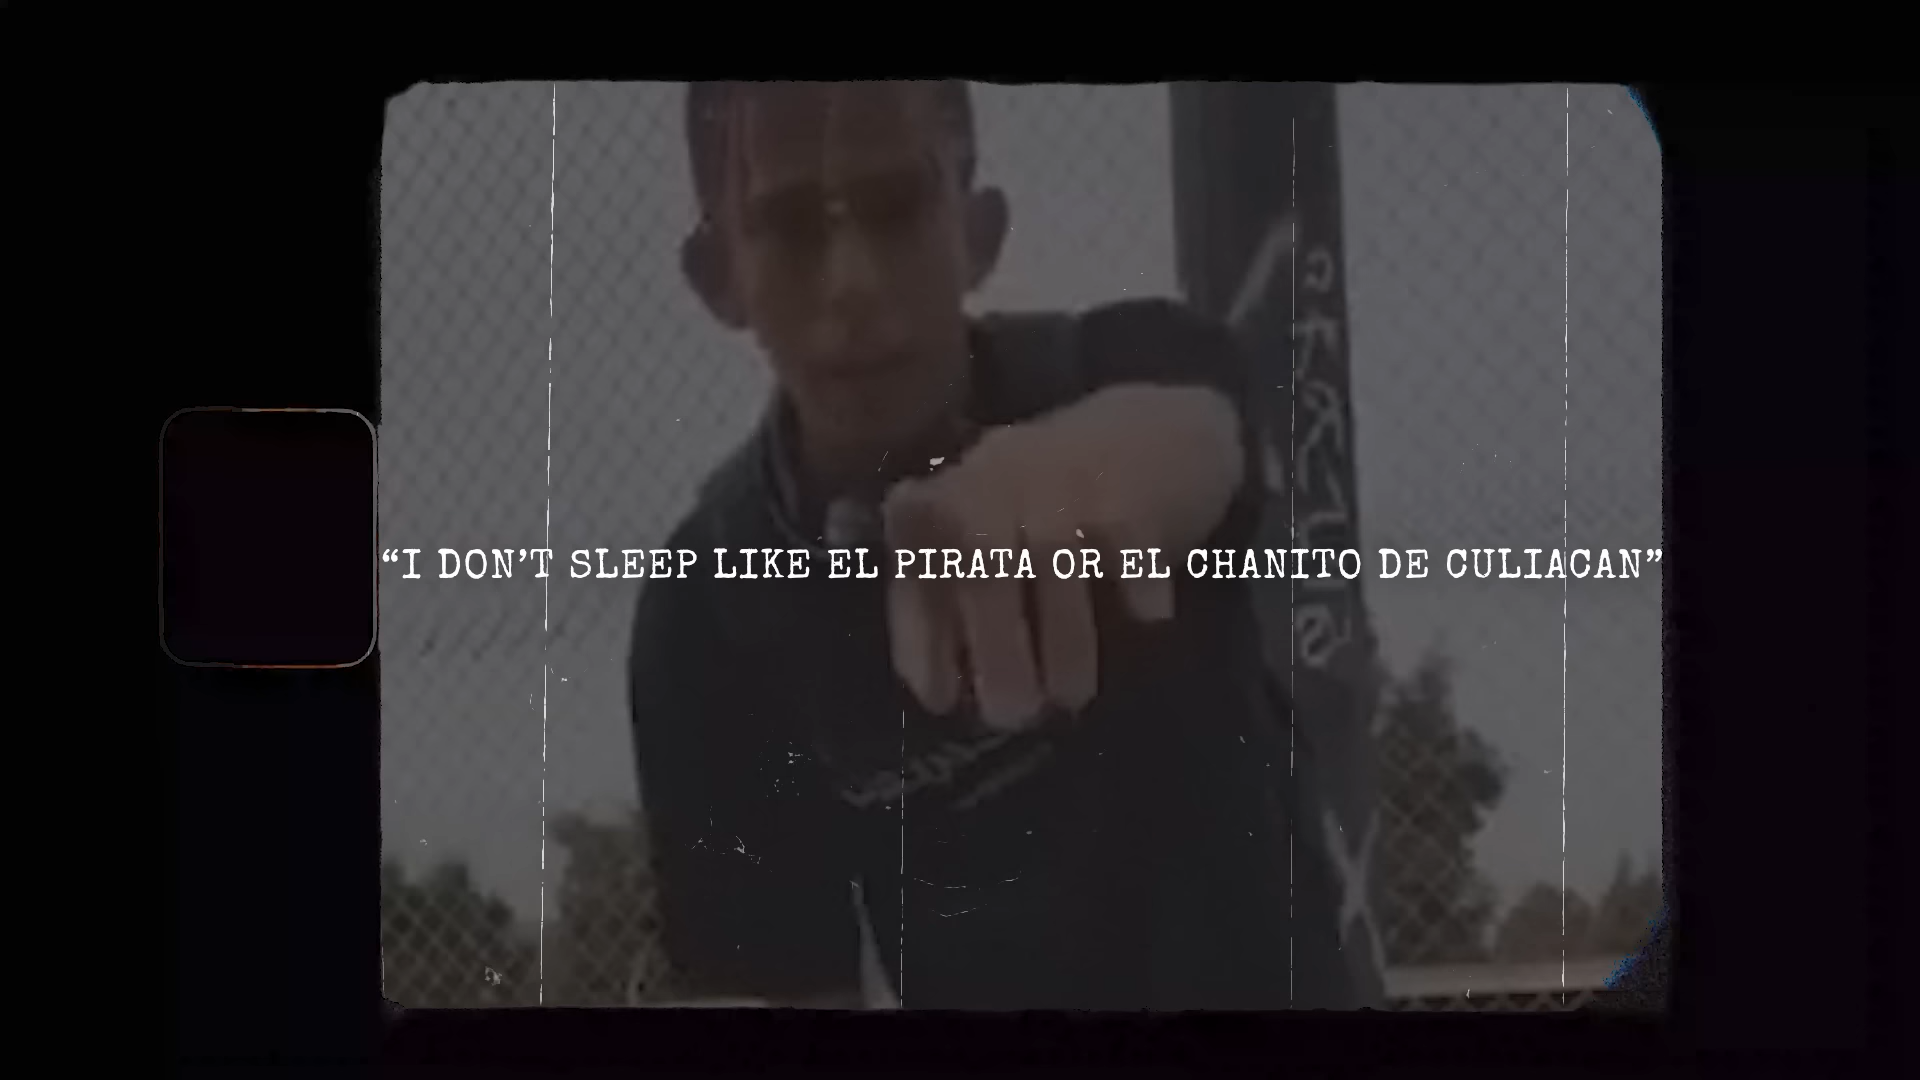 “I DON’T SLEEP LIKE EL PIRATA OR EL CHANITO DE CULIACAN”